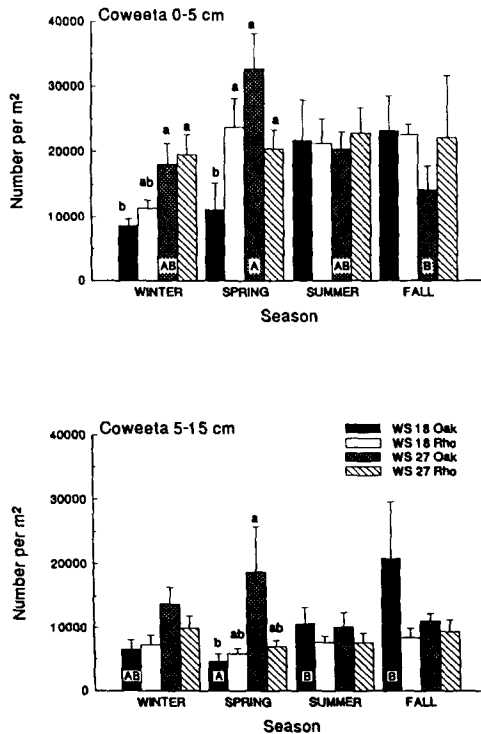 Coweeta 0-5 cm
40000
30000
20000
10000
0
Number per m²
b ab a a
b a a a
AB A AB B
WINTER SPRING SUMMER FALL
Season
Coweeta 5-15 cm
WS 18 Oak
WS 18 Rho
WS 27 Oak
WS 27 Rho
40000
30000
20000
10000
0
Number per m²
b ab a ab
AB A B B
WINTER SPRING SUMMER FALL
Season